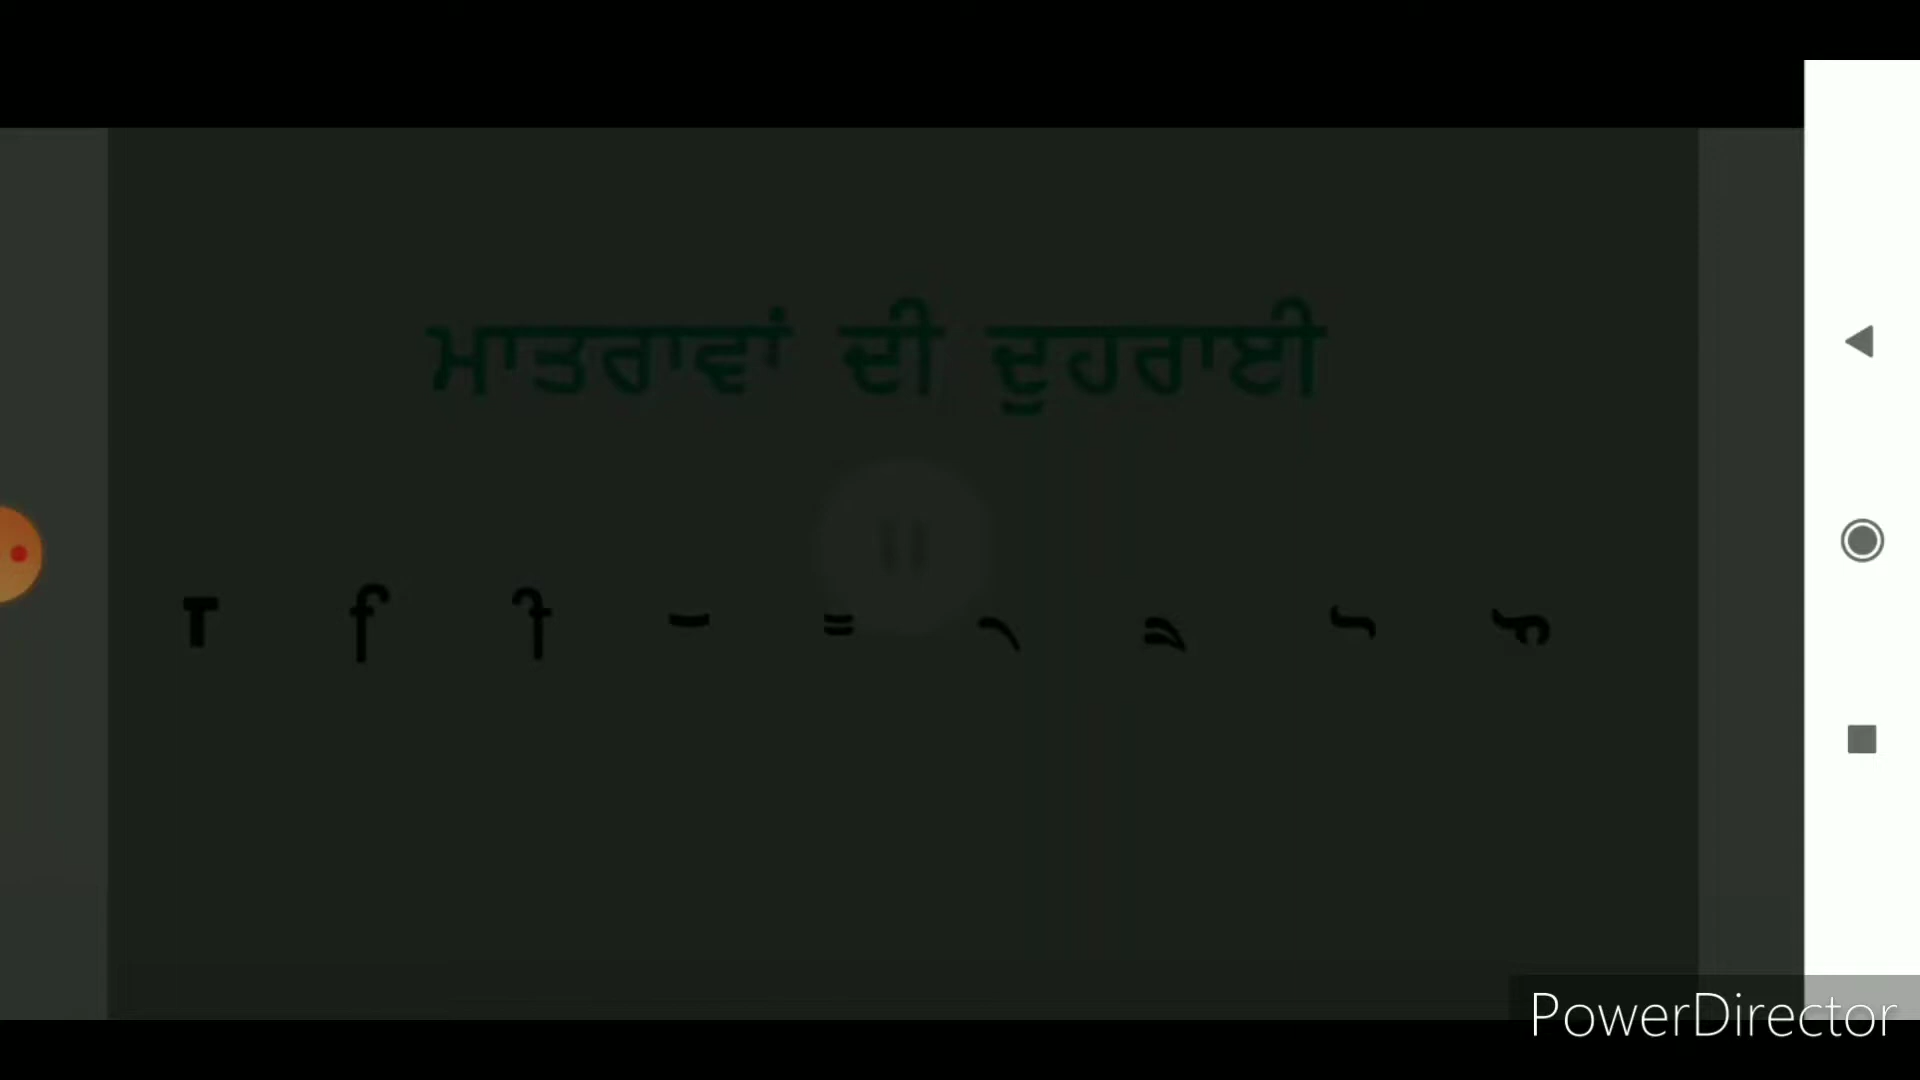 ਮਾਤਰਾਵਾਂ ਦੀ ਦੁਹਰਾਈ
ਾ ਿ ੀ ੁ ੂ ੇ ੈ ੋ ੌ
PowerDirector